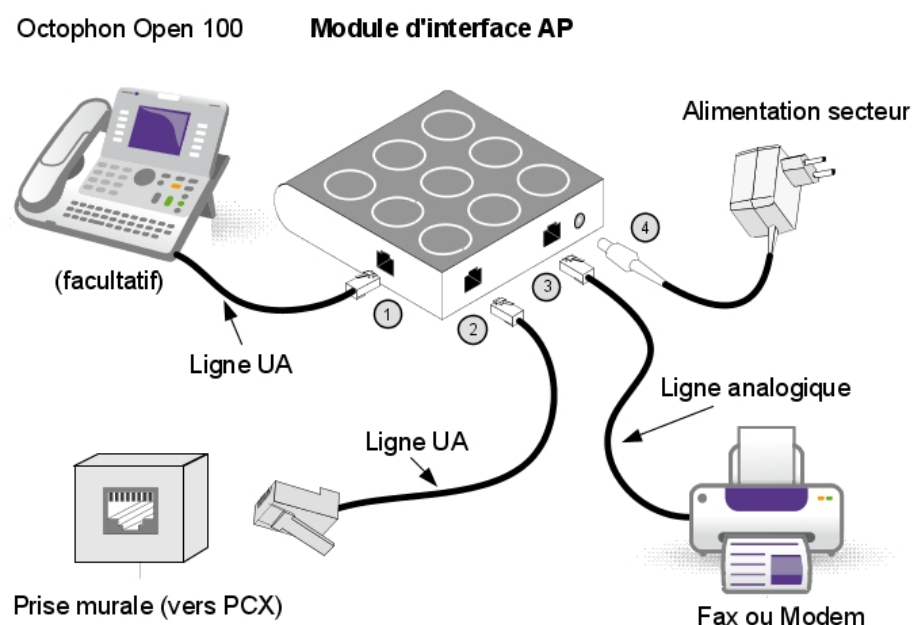 Octophon Open 100
Module d'interface AP
Alimentation secteur
(facultatif)
1
2
3
4
Ligne UA
Ligne analogique
Ligne UA
Prise murale (vers PCX)
Fax ou Modem